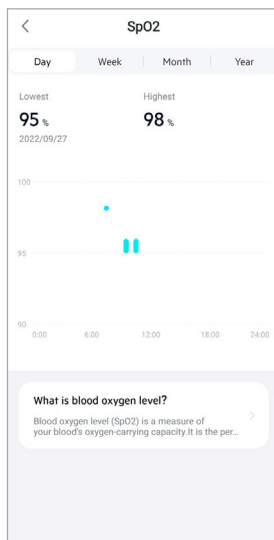 SpO2
Day Week Month Year
Lowest Highest
95 % 98 %
2022/09/27
100
95
90
0:00 6:00 12:00 18:00 24:00
What is blood oxygen level?
Blood oxygen level (SpO2) is a measure of
your blood's oxygen-carrying capacity.It is the per...